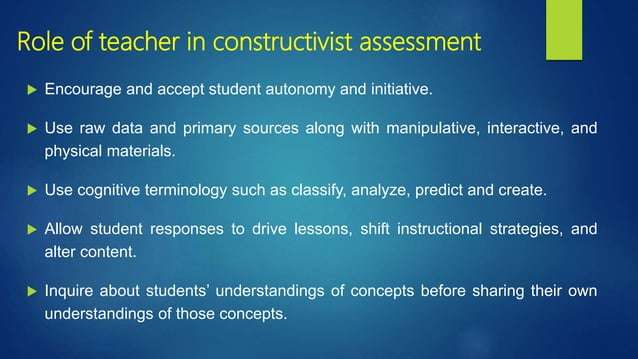 Role of teacher in constructivist assessment
Encourage and accept student autonomy and initiative.
Use raw data and primary sources along with manipulative, interactive, and
physical materials.
Use cognitive terminology such as classify, analyze, predict and create.
Allow student responses to drive lessons, shift instructional strategies, and
alter content.
Inquire about students’ understandings of concepts before sharing their own
understandings of those concepts.